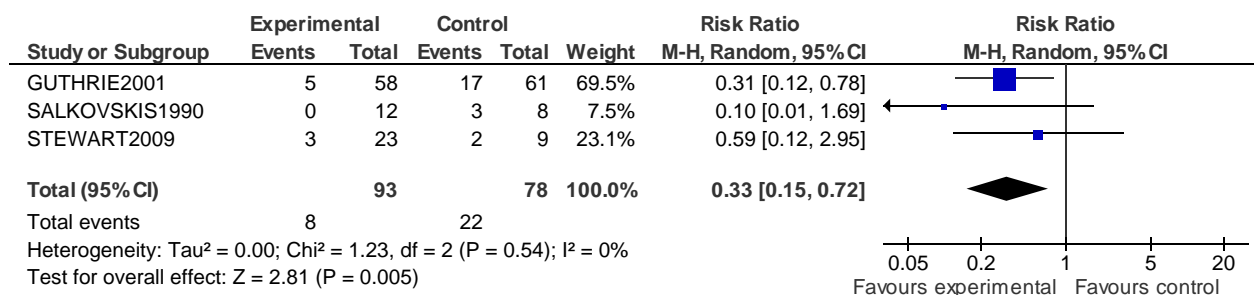 Experimental Control Risk Ratio Risk Ratio
Study or Subgroup Events Total Events Total Weight M-H, Random, 95% CI M-H, Random, 95% CI
GUTHRIE2001 5 58 17 61 69.5% 0.31 [0.12, 0.78]
SALKOVSKIS1990 0 12 3 8 7.5% 0.10 [0.01, 1.69]
STEWART2009 3 23 2 9 23.1% 0.59 [0.12, 2.95]
Total (95% CI) 93 78 100.0% 0.33 [0.15, 0.72]
Total events 8 22
Heterogeneity: Tau² = 0.00; Chi² = 1.23, df = 2 (P = 0.54); I² = 0%
Test for overall effect: Z = 2.81 (P = 0.005)
0.05 0.2 1 5 20
Favours experimental Favours control